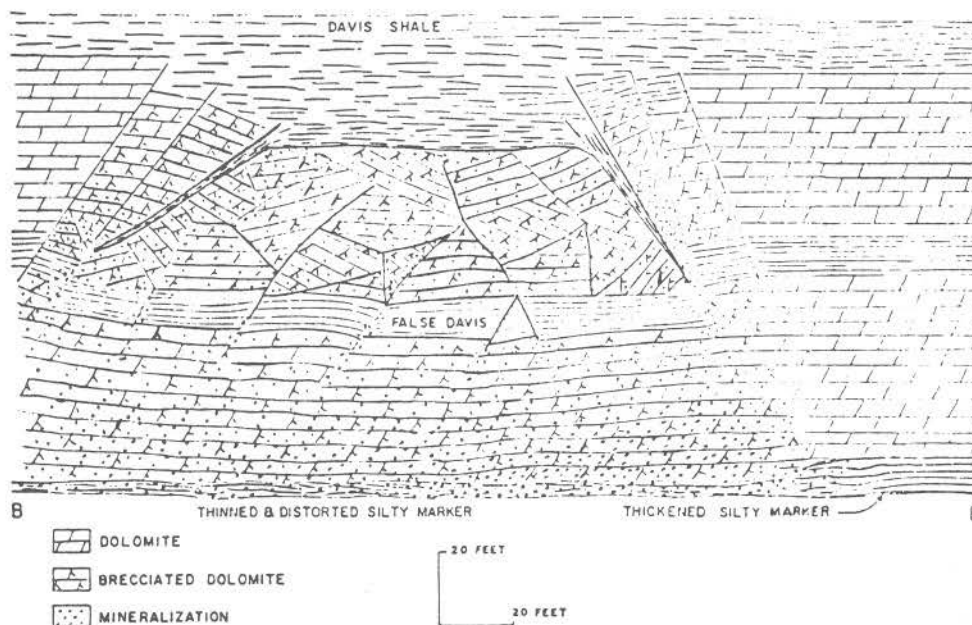 DAVIS SHALE
FALSE DAVIS
B
THINNED & DISTORTED SILTY MARKER
THICKENED SILTY MARKER
DOLOMITE
BRECCIATED DOLOMITE
MINERALIZATION
20 FEET
20 FEET